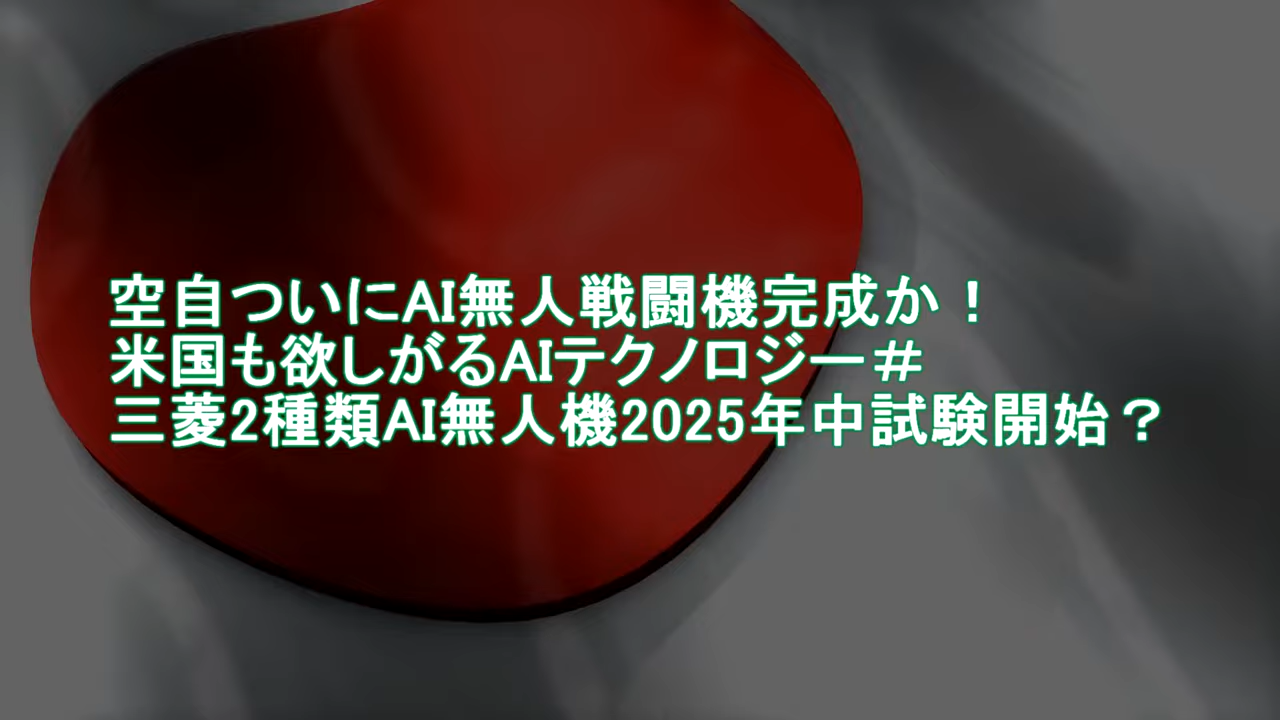 空自ついにAI無人戦闘機完成か！
米国も欲しがるAIテクノロジー＃
三菱2種類AI無人機2025年中試験開始？